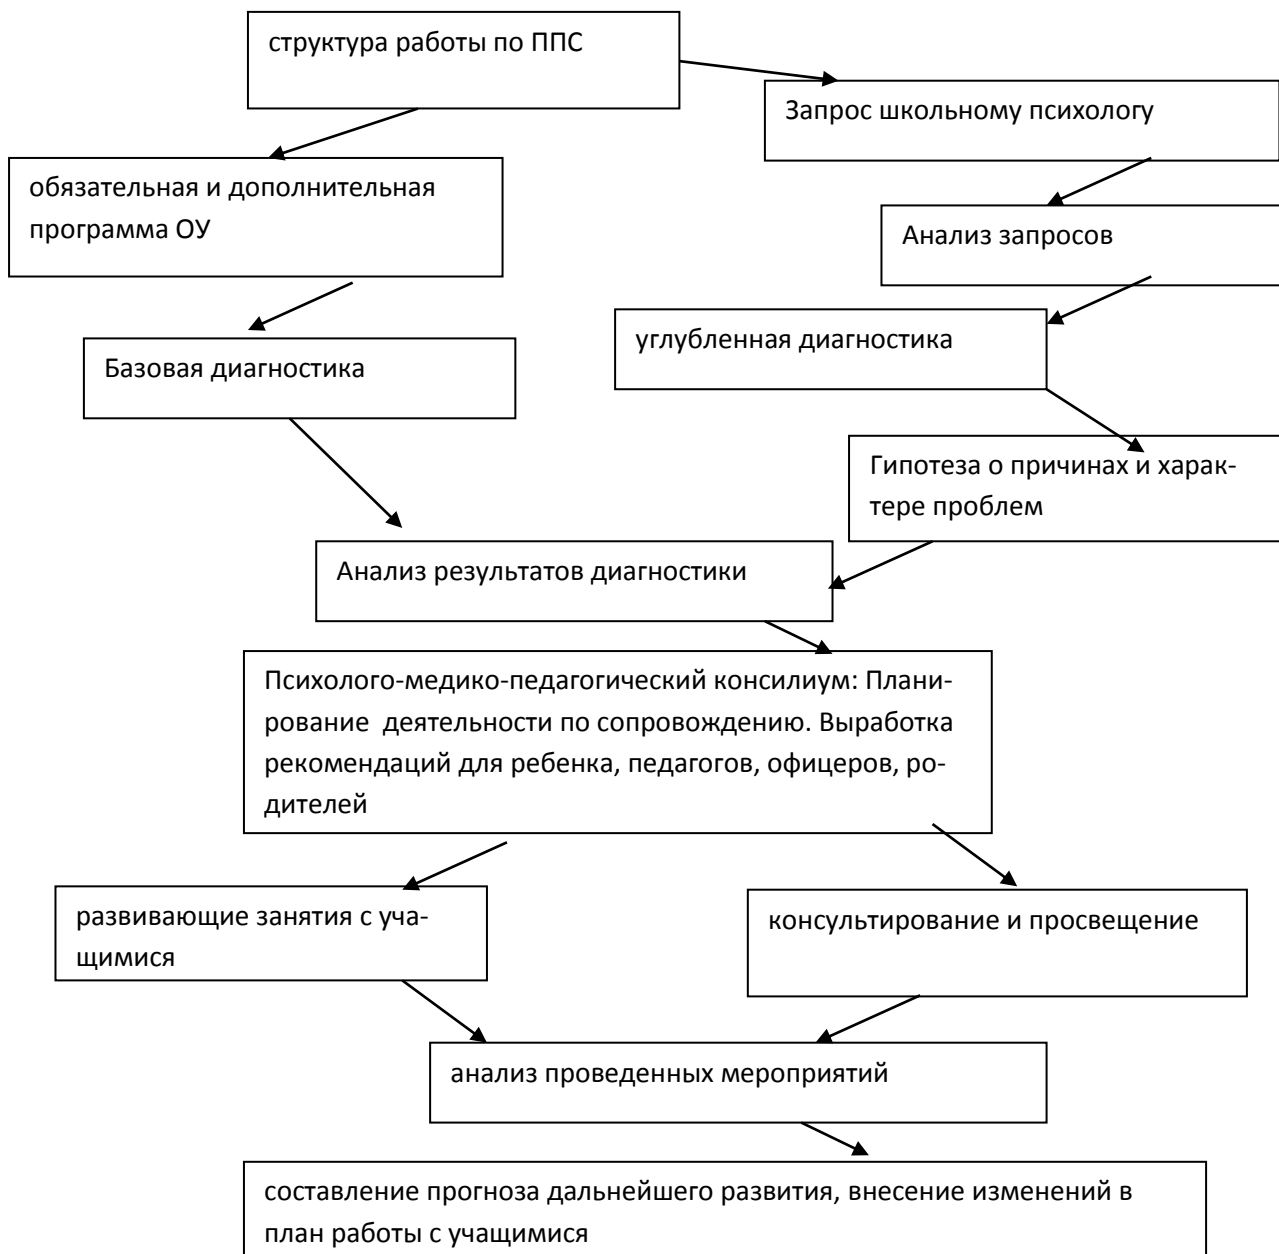 структура работы по ППС
Запрос школьному психологу
обязательная и дополнительная
программа ОУ
Анализ запросов
углубленная диагностика
Базовая диагностика
Гипотеза о причинах и харак-
тере проблем
Анализ результатов диагностики
Психолого-медико-педагогический консилиум: Плани-
рование деятельности по сопровождению. Выработка
рекомендаций для ребенка, педагогов, офицеров, ро-
дителей
развивающие занятия с уча-
щимися
консультирование и просвещение
анализ проведенных мероприятий
составление прогноза дальнейшего развития, внесение изменений в
план работы с учащимися